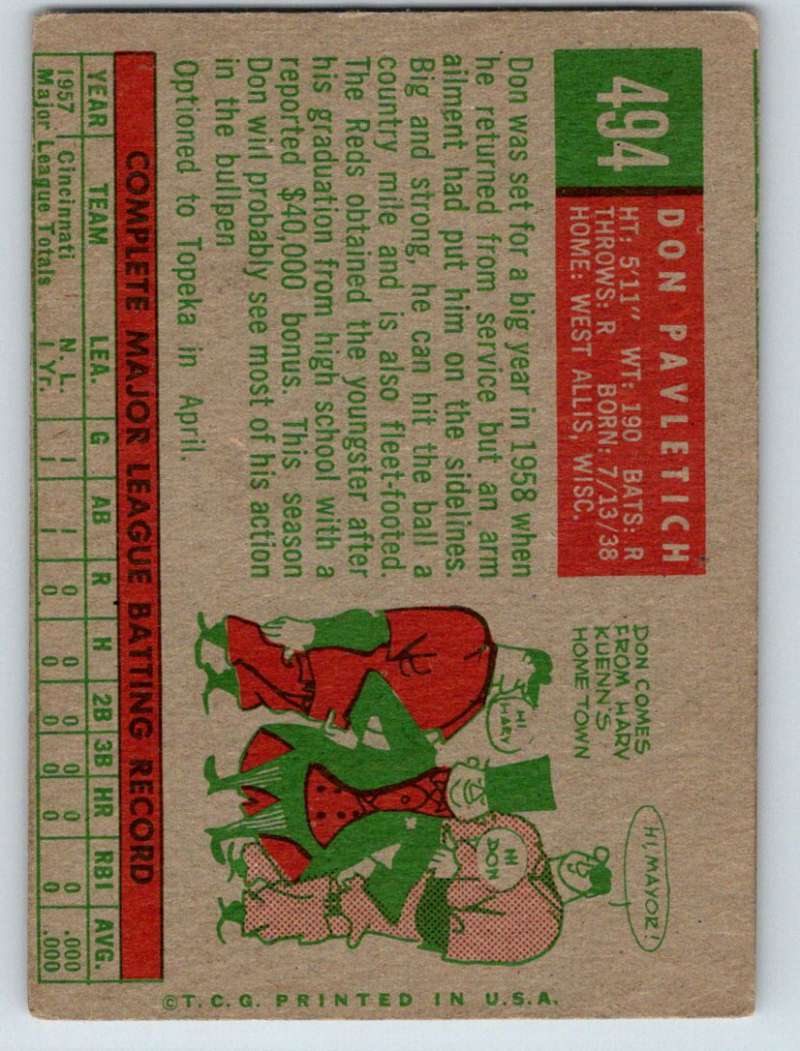 494
DON PAVLETICH
HT: 5'11" WT: 190 BATS: R
THROWS: R BORN: 7/13/38
HOME: WEST ALLIS, WISC.
Don was set for a big year in 1958 when
he returned from service but an arm
ailment had put him on the sidelines.
Big and strong, he can hit the ball a
country mile and is also fleet-footed.
The Reds obtained the youngster after
his graduation from high school with a
reported $40,000 bonus. This season
Don will probably see most of his action
in the bullpen
Optioned to Topeka in April.
DON COMES
FROM HARV
KUENN'S
HOME TOWN
HI, MAYOR!
HI
HARV
HI
DON
COMPLETE MAJOR LEAGUE BATTING RECORD
YEAR TEAM LEA. G AB R H 2B 3B HR RBI AVG.
1957 Cincinnati N. L. 1 1 0 0 0 0 0 0 .000
Major League Totals 1 Yr. 1 1 0 0 0 0 0 0 .000
©T.C.G. PRINTED IN U.S.A.